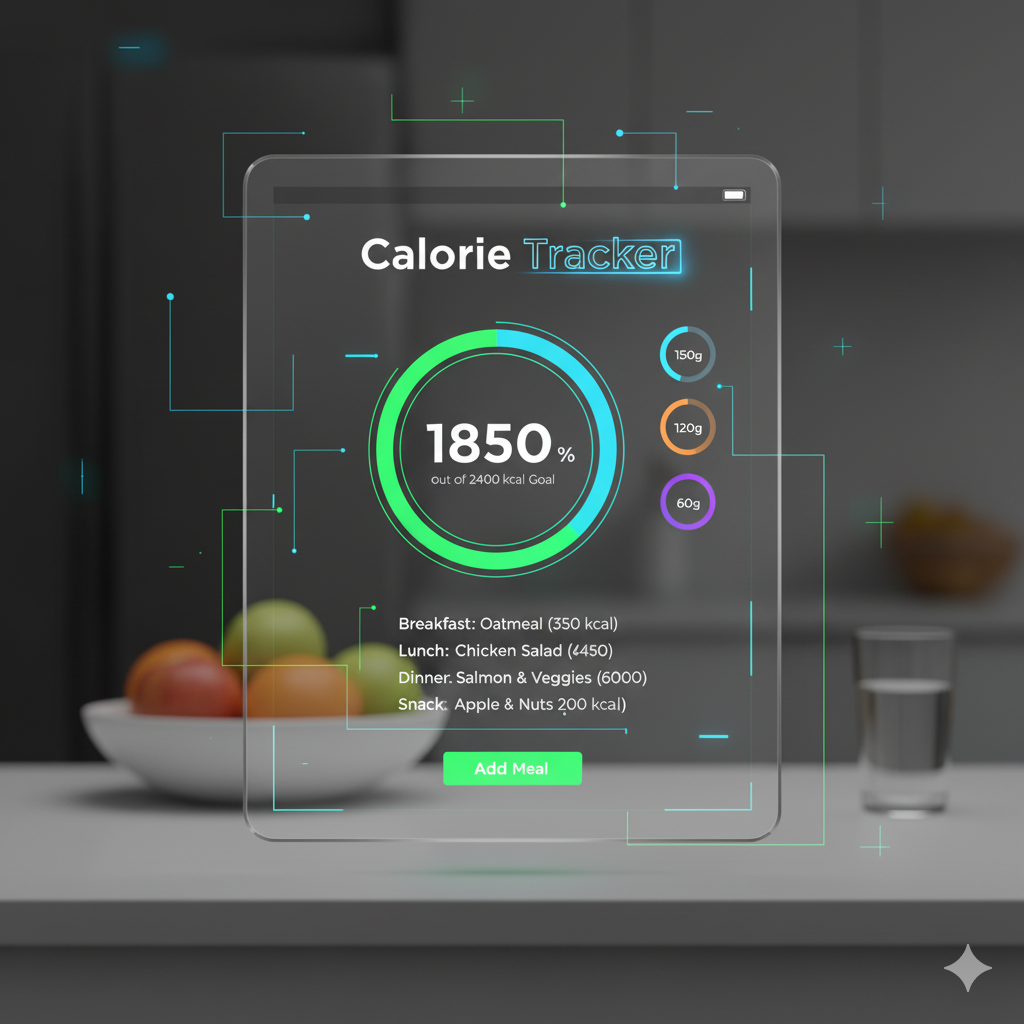 Calorie Tracker
150g
1850 %
out of 2400 kcal Goal
120g
60g
Breakfast: Oatmeal (350 kcal)
Lunch: Chicken Salad (450)
Dinner. Salmon & Veggies (6000)
Snack: Apple & Nuts 200 kcal)
Add Meal